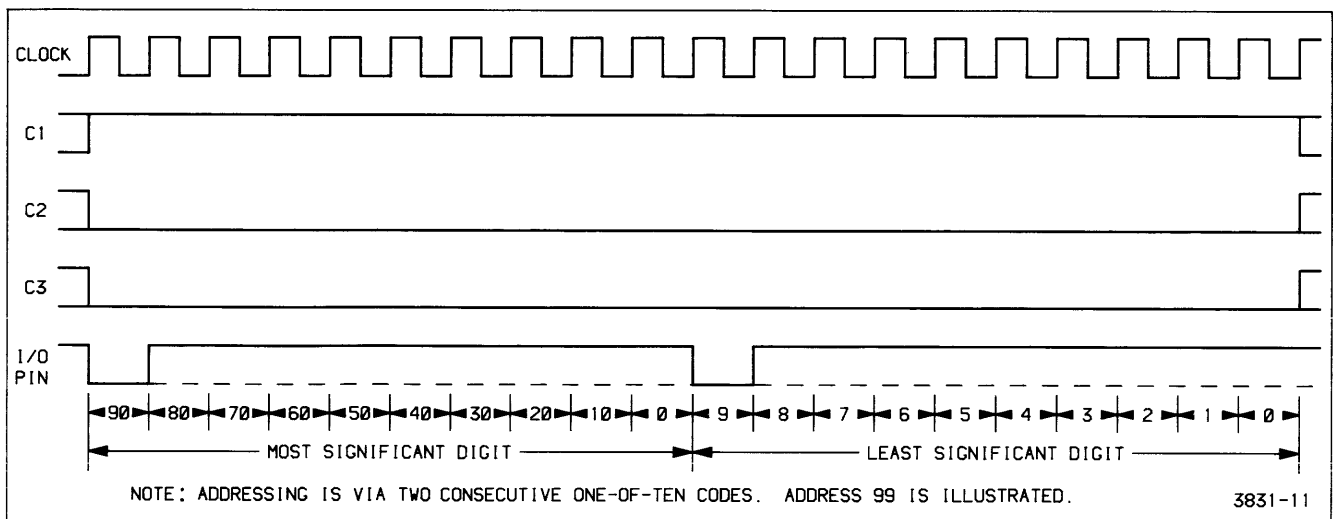 CLOCK
C1
C2
C3
I/O
PIN
90 80 70 60 50 40 30 20 10 0 9 8 7 6 5 4 3 2 1 0
MOST SIGNIFICANT DIGIT LEAST SIGNIFICANT DIGIT
NOTE: ADDRESSING IS VIA TWO CONSECUTIVE ONE-OF-TEN CODES. ADDRESS 99 IS ILLUSTRATED. 3831-11